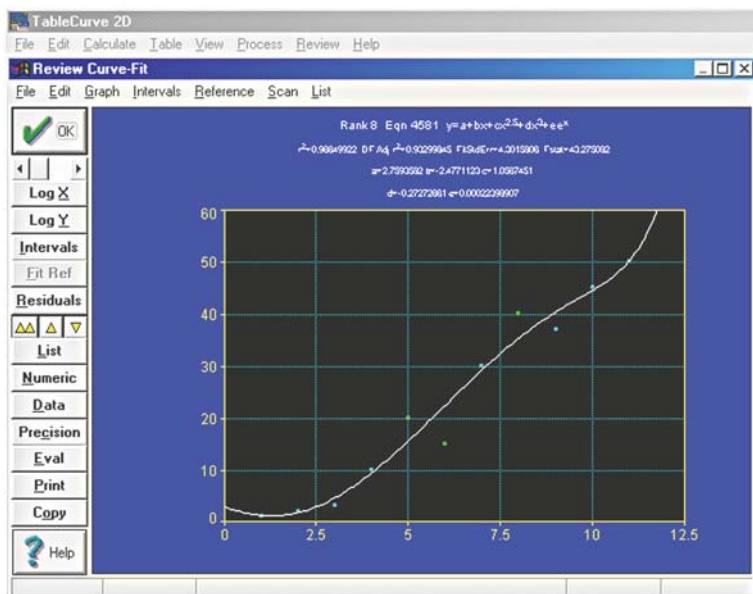 TableCurve 2D
File Edit Calculate Table View Process Review Help
Review Curve-Fit
File Edit Graph Intervals Reference Scan List
OK
Log X
Log Y
Intervals
Fit Ref
Residuals
List
Numeric
Data
Precision
Eval
Print
Copy
Help
Rank 8 Eqn 4581 y=a+bx+cx^2.5+dx^3+ee^x
DF Adj
60
50
40
30
20
10
0
0 2.5 5 7.5 10 12.5